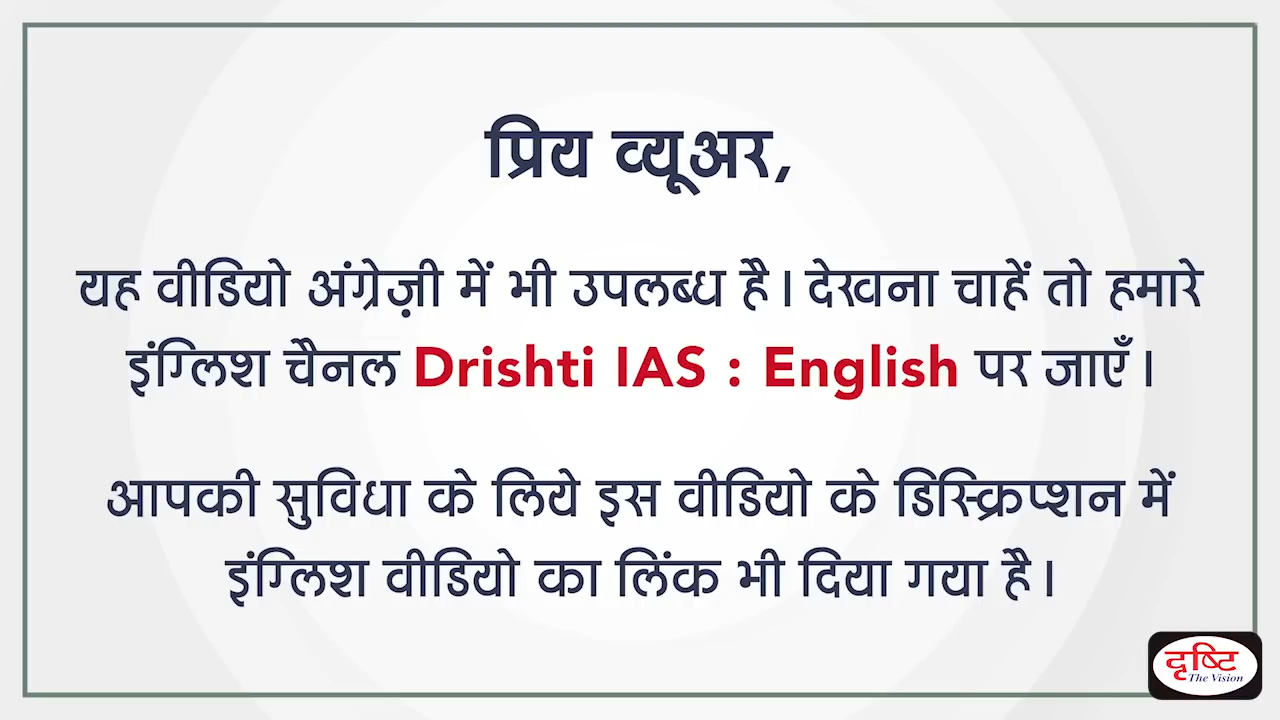 प्रिय व्यूअर,
यह वीडियो अंग्रेज़ी में भी उपलब्ध है। देखना चाहें तो हमारे
इंग्लिश चैनल Drishti IAS : English पर जाएँ।
आपकी सुविधा के लिये इस वीडियो के डिस्क्रिप्शन में
इंग्लिश वीडियो का लिंक भी दिया गया है।
दृष्टि
The Vision